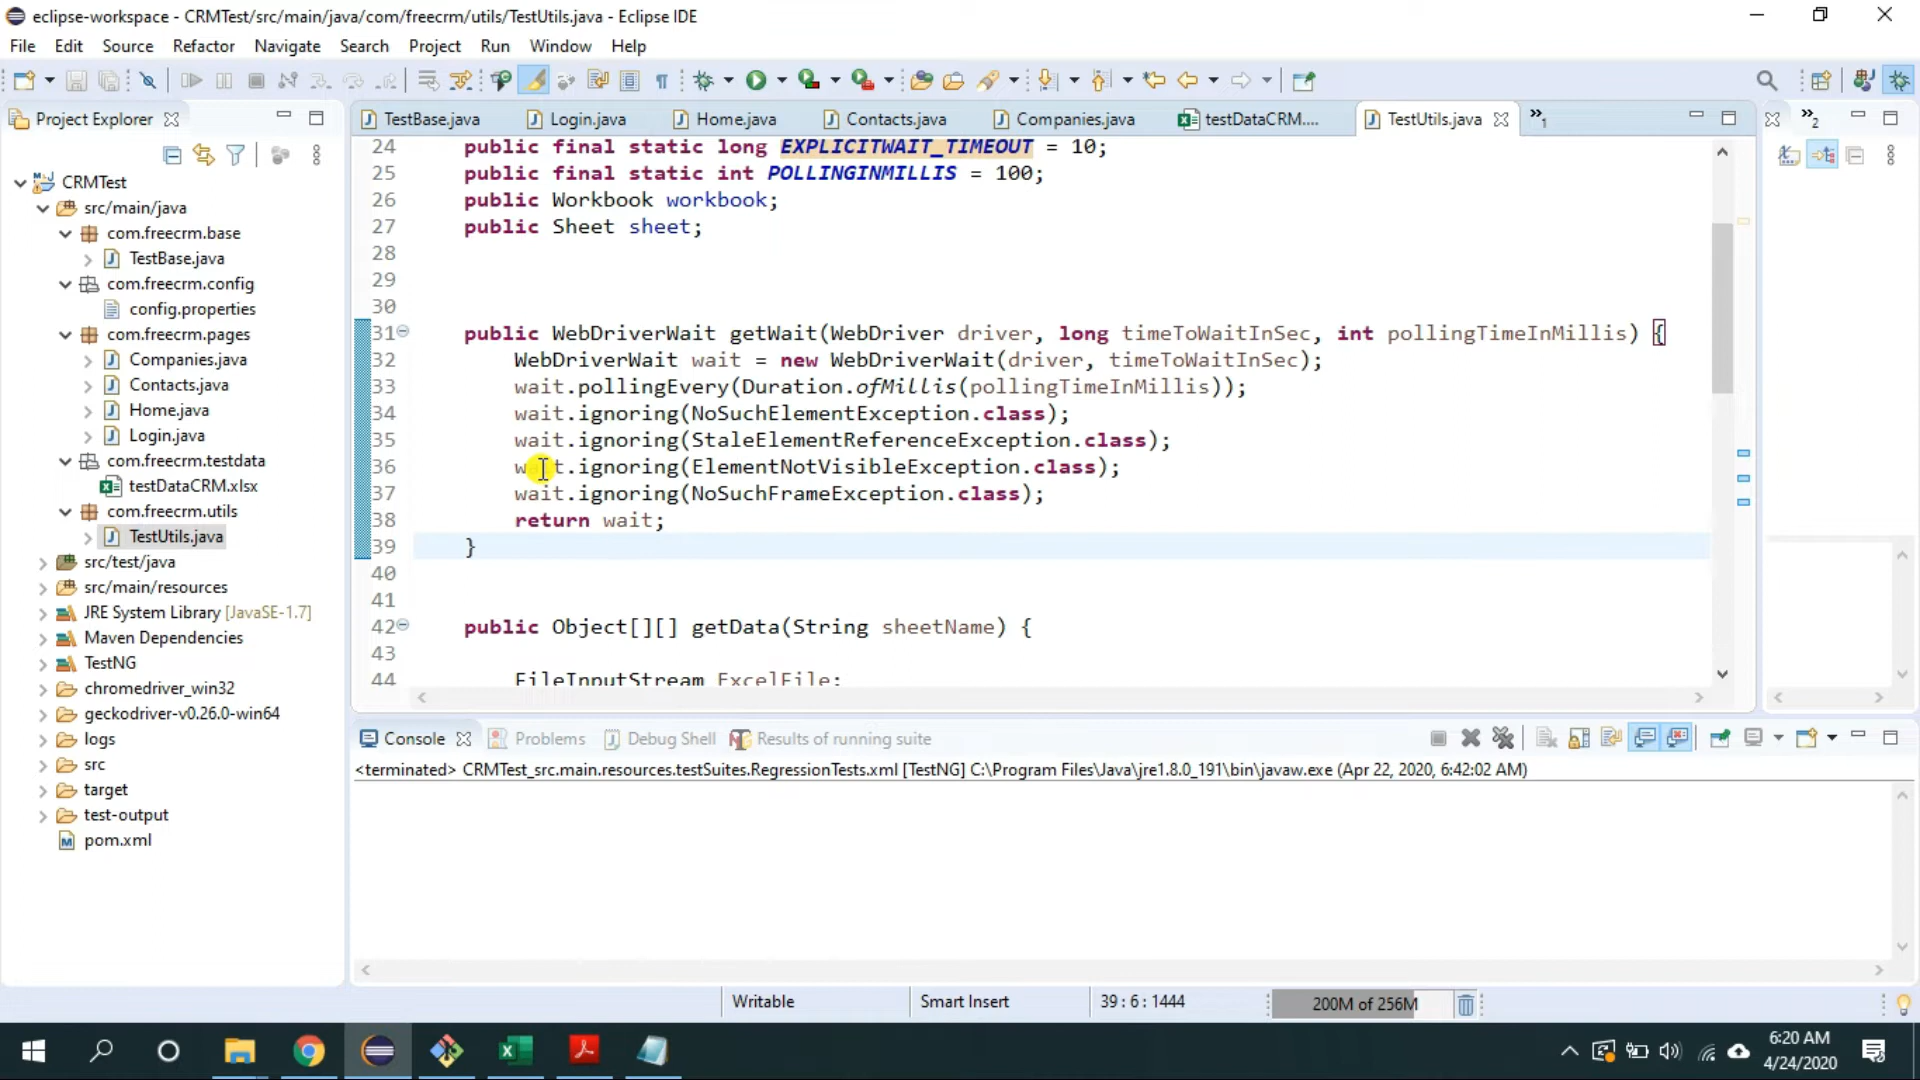 eclipse-workspace - CRMTest/src/main/java/com/freecrm/utils/TestUtils.java - Eclipse IDE
File Edit Source Refactor Navigate Search Project Run Window Help
Project Explorer
CRMTest
src/main/java
com.freecrm.base
TestBase.java
com.freecrm.config
config.properties
com.freecrm.pages
Companies.java
Contacts.java
Home.java
Login.java
com.freecrm.testdata
testDataCRM.xlsx
com.freecrm.utils
TestUtils.java
src/test/java
src/main/resources
JRE System Library [JavaSE-1.7]
Maven Dependencies
TestNG
chromedriver_win32
geckodriver-v0.26.0-win64
logs
src
target
test-output
pom.xml
TestBase.java Login.java Home.java Contacts.java Companies.java testDataCRM.... TestUtils.java »1
»2
24 public final static long EXPLICITWAIT_TIMEOUT = 10;
25 public final static int POLLINGINMILLIS = 100;
26 public Workbook workbook;
27 public Sheet sheet;
28
29
30
31 public WebDriverWait getWait(WebDriver driver, long timeToWaitInSec, int pollingTimeInMillis) {
32 WebDriverWait wait = new WebDriverWait(driver, timeToWaitInSec);
33 wait.pollingEvery(Duration.ofMillis(pollingTimeInMillis));
34 wait.ignoring(NoSuchElementException.class);
35 wait.ignoring(StaleElementReferenceException.class);
36 wait.ignoring(ElementNotVisibleException.class);
37 wait.ignoring(NoSuchFrameException.class);
38 return wait;
39 }
40
41
42 public Object[][] getData(String sheetName) {
43
44 FileInputStream ExcelFile;
Console Problems Debug Shell Results of running suite
<terminated> CRMTest_src.main.resources.testSuites.RegressionTests.xml [TestNG] C:\Program Files\Java\jre1.8.0_191\bin\javaw.exe (Apr 22, 2020, 6:42:02 AM)
Writable Smart Insert 39 : 6 : 1444 200M of 256M
6:20 AM
4/24/2020